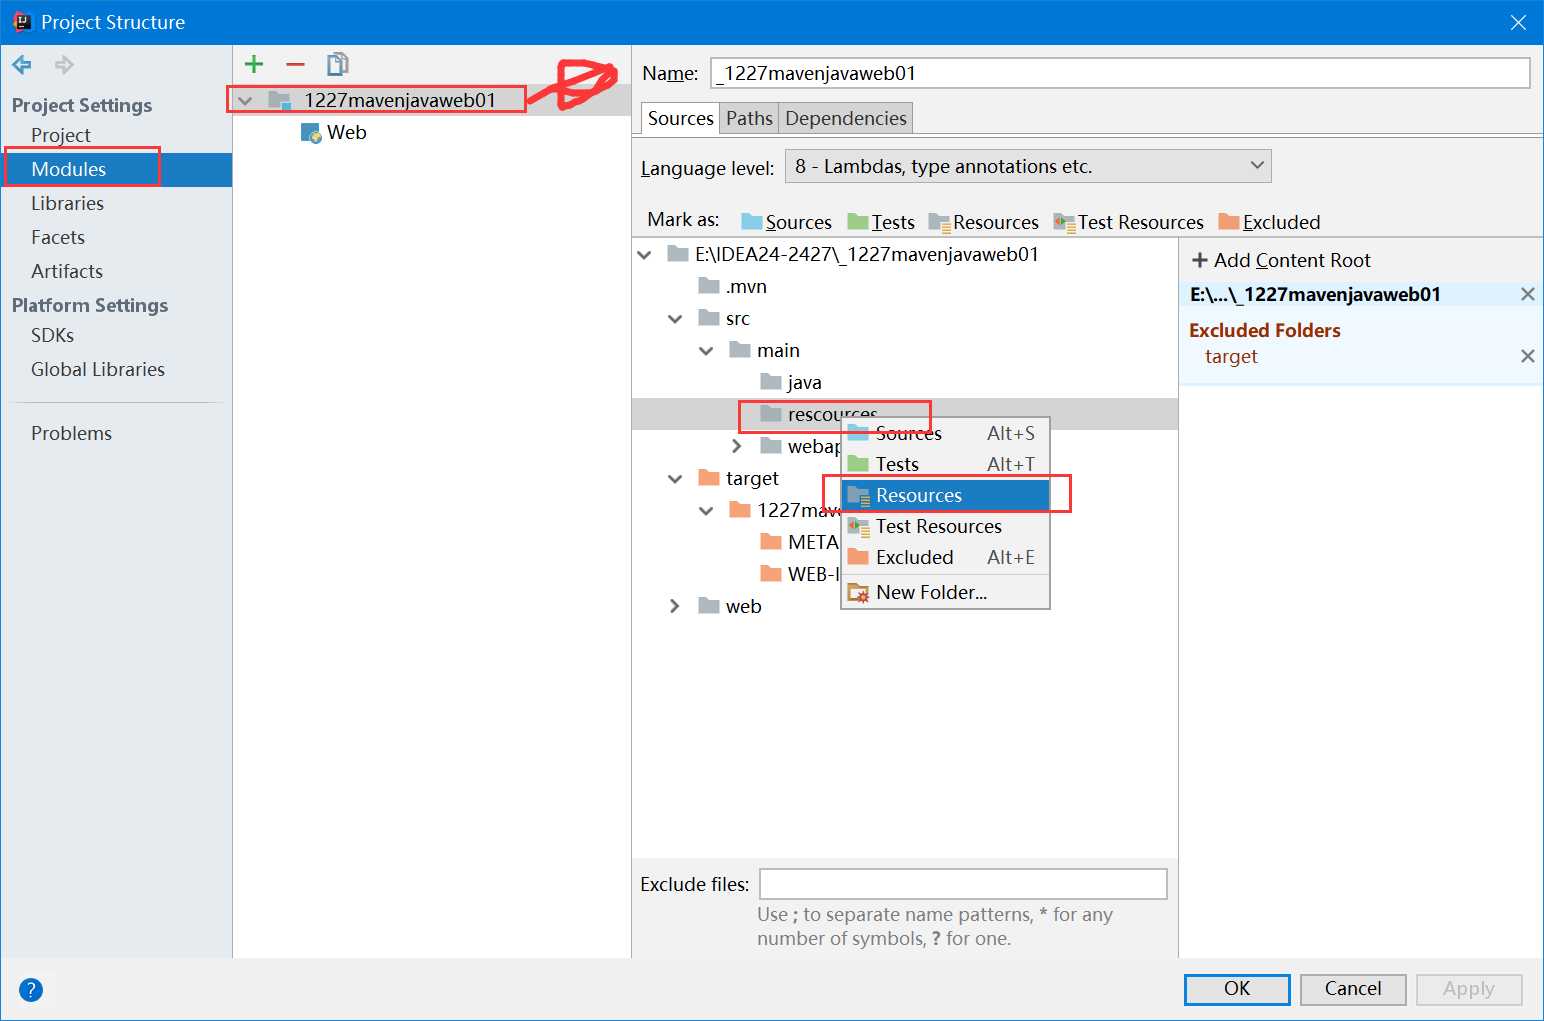 Project Structure
Project Settings
Project
Modules
Libraries
Facets
Artifacts
Platform Settings
SDKs
Global Libraries
Problems
1227mavenjavaweb01
Web
Name: _1227mavenjavaweb01
Sources Paths Dependencies
Language level: 8 - Lambdas, type annotations etc.
Mark as: Sources Tests Resources Test Resources Excluded
E:\IDEA24-2427\_1227mavenjavaweb01
.mvn
src
main
java
rescources
webap
target
1227mave
META
WEB-I
web
Sources Alt+S
Tests Alt+T
Resources
Test Resources
Excluded Alt+E
New Folder...
+ Add Content Root
E:\...\_1227mavenjavaweb01
Excluded Folders
target
Exclude files:
Use ; to separate name patterns, * for any
number of symbols, ? for one.
?
OK Cancel Apply